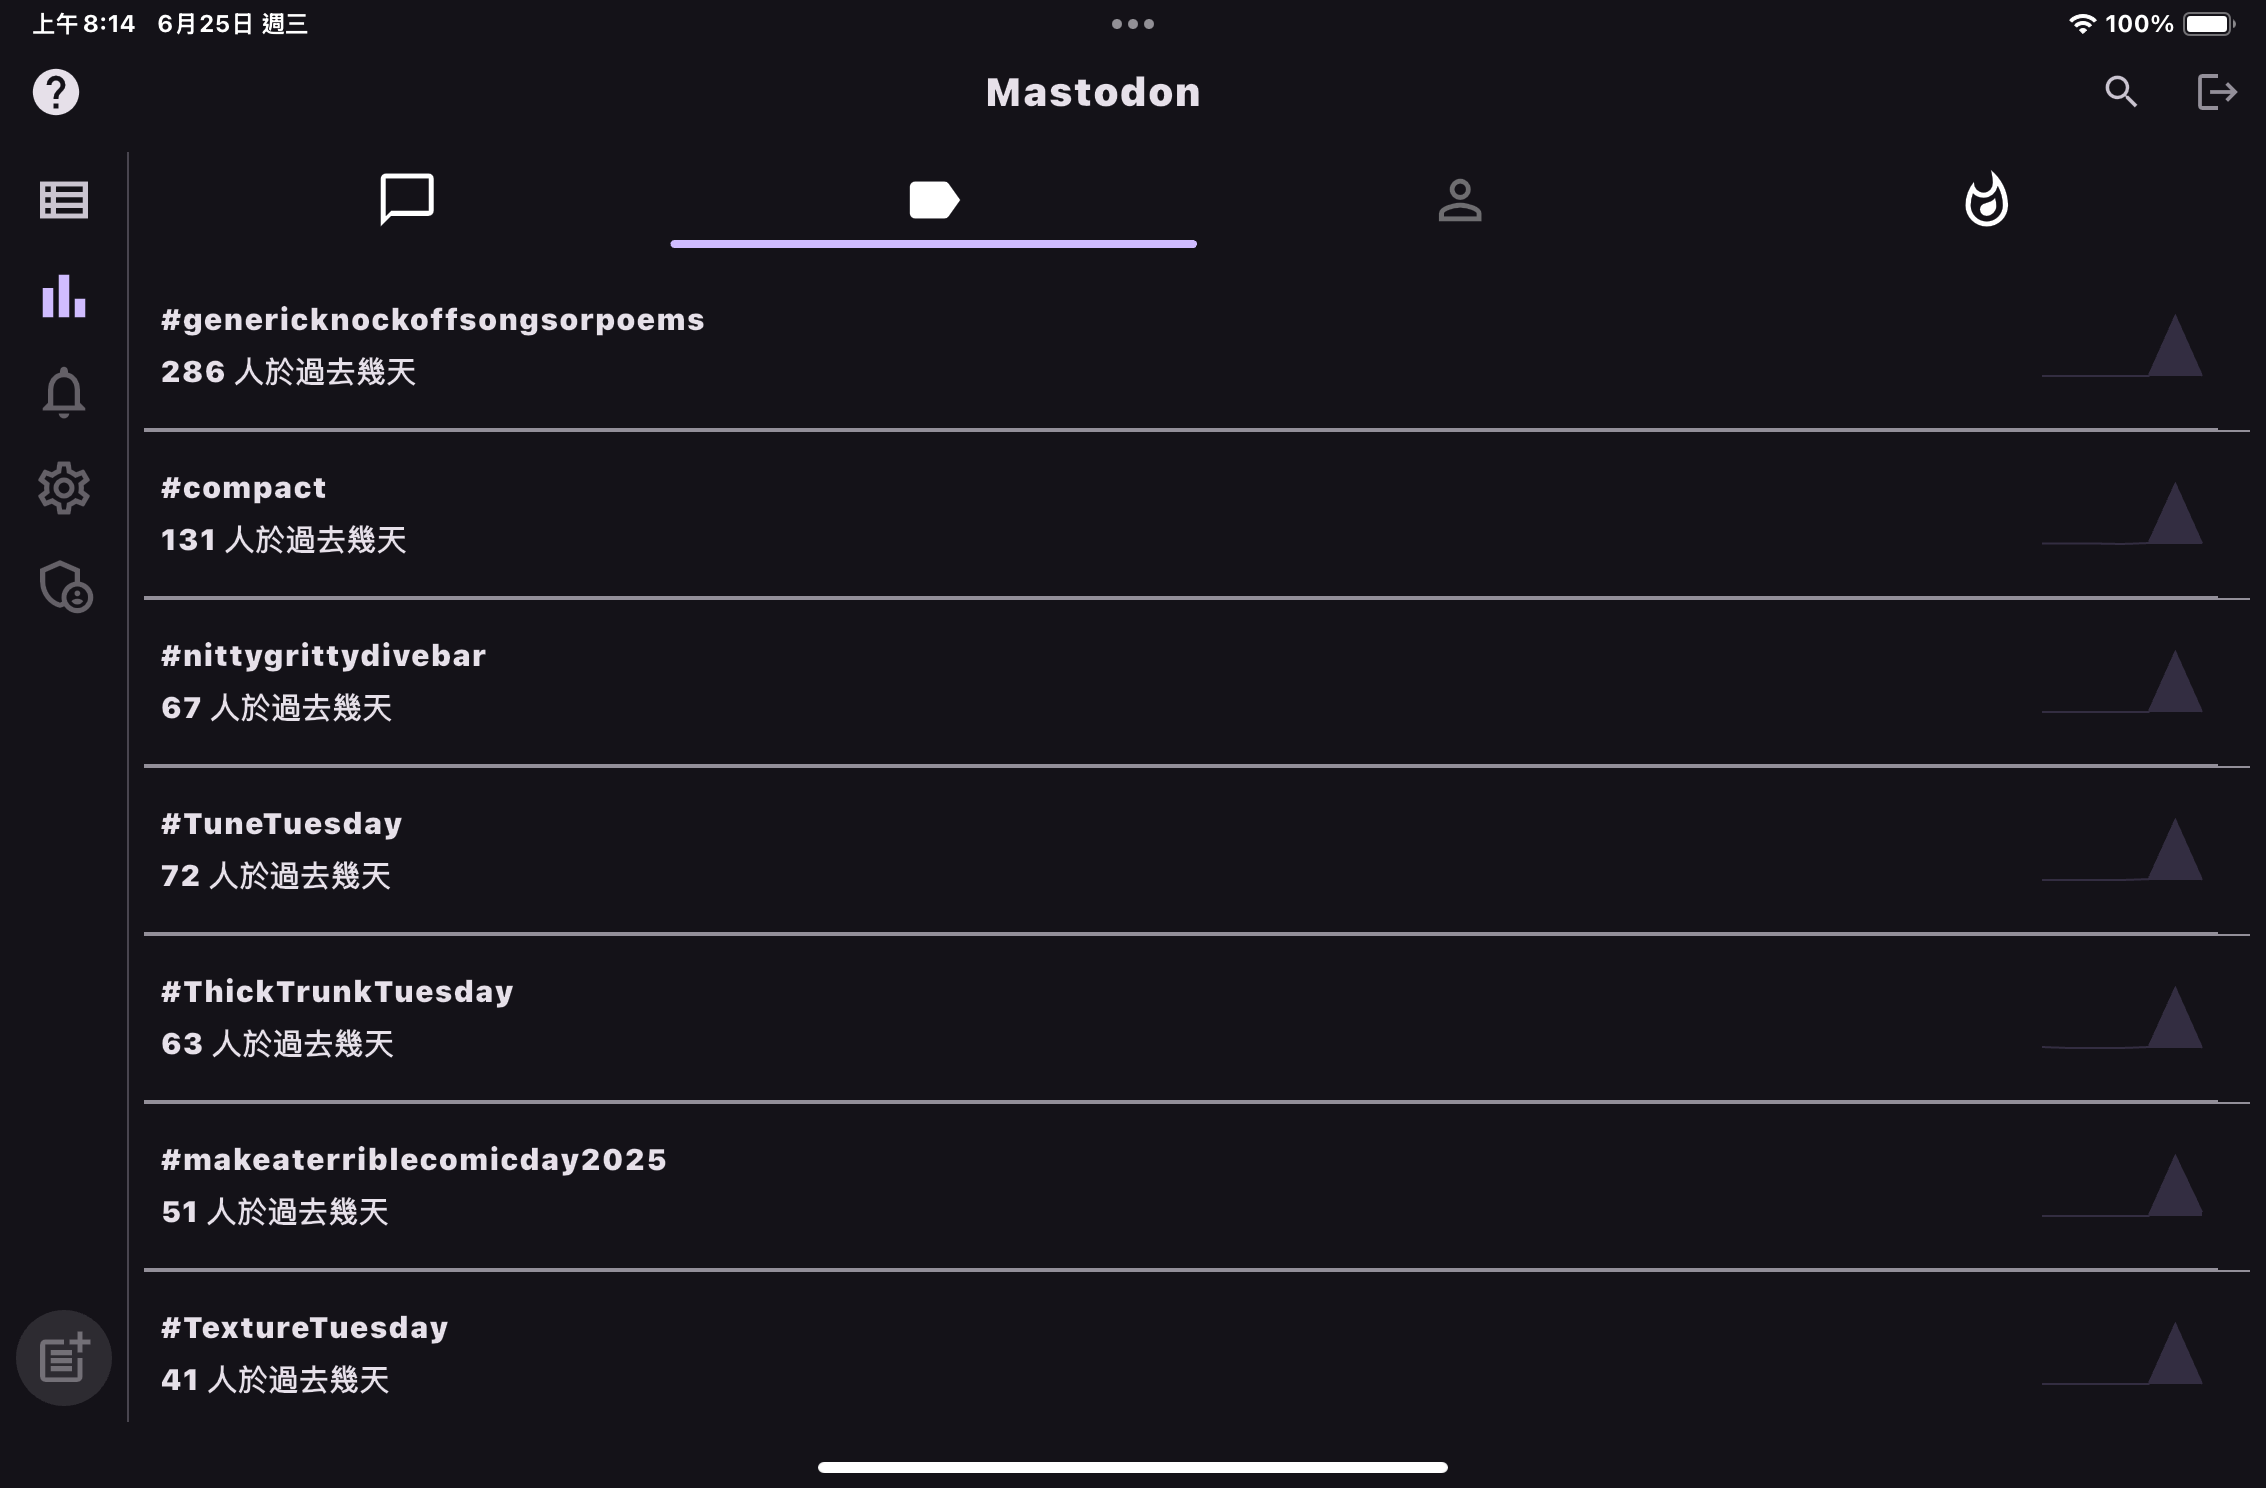 上午8:14 6月25日 週三
100%
Mastodon
#genericknockoffsongsorpoems
286 人於過去幾天
#compact
131 人於過去幾天
#nittygrittydivebar
67 人於過去幾天
#TuneTuesday
72 人於過去幾天
#ThickTrunkTuesday
63 人於過去幾天
#makeaterriblecomicday2025
51 人於過去幾天
#TextureTuesday
41 人於過去幾天